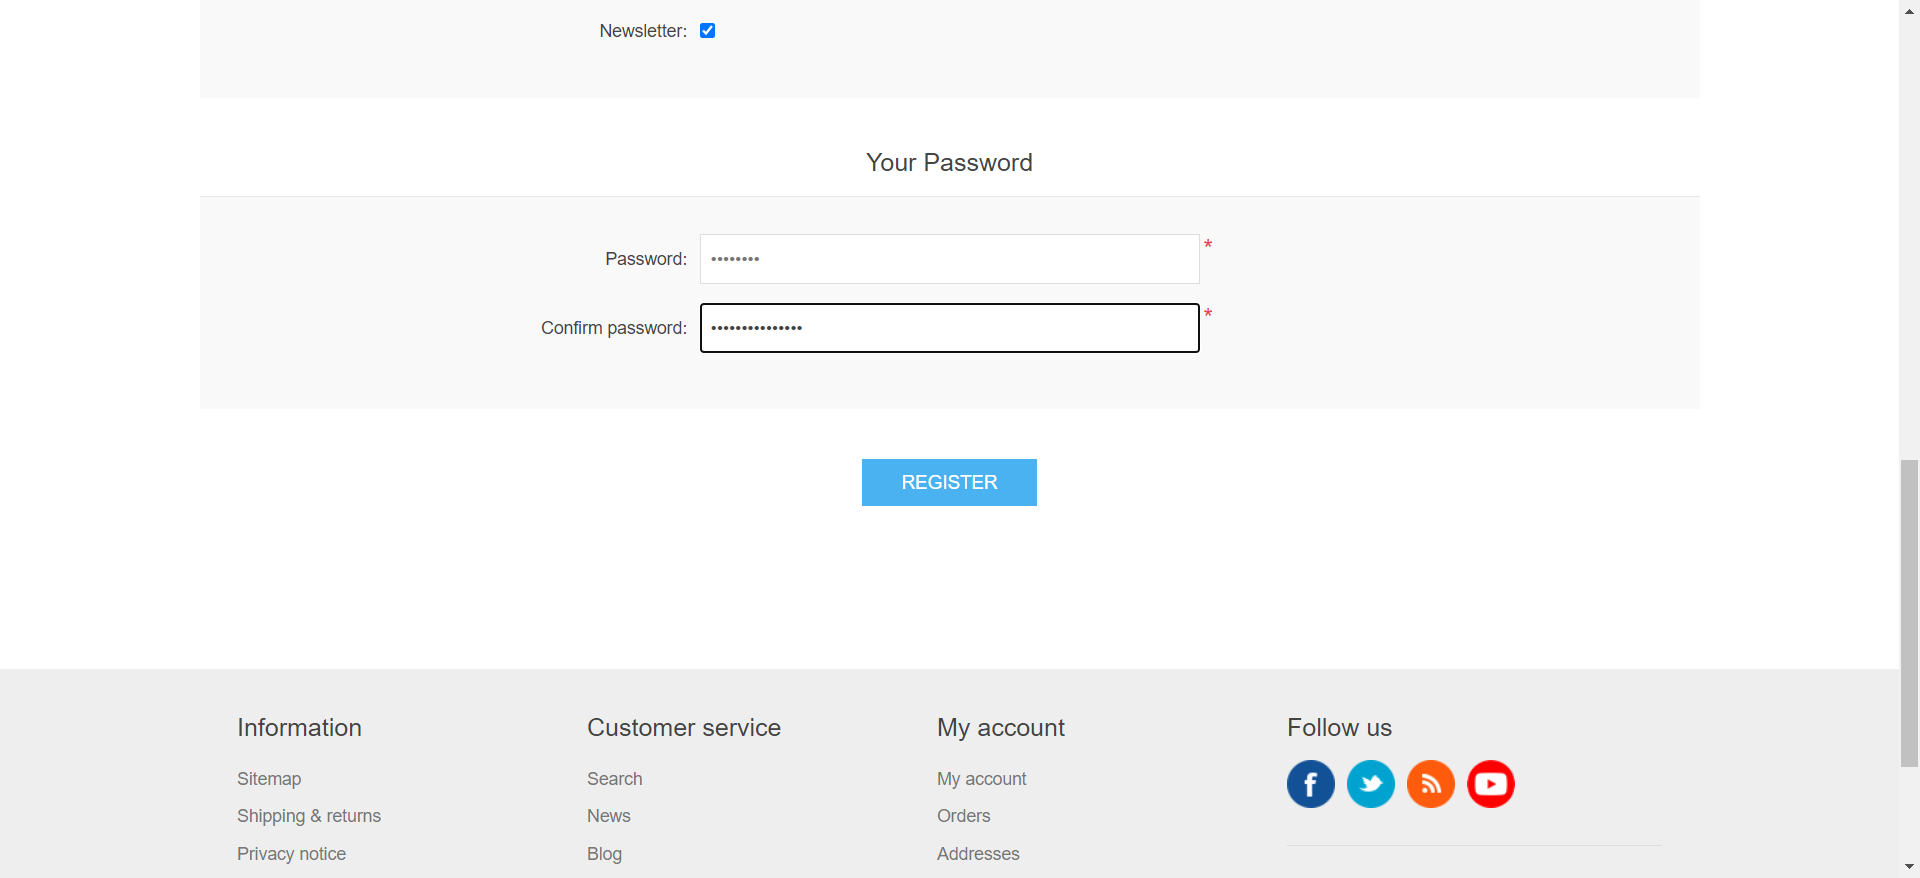 Newsletter:
Your Password
Password: •••••••• *
Confirm password: ••••••••••••••• *
REGISTER
Information
Sitemap
Shipping & returns
Privacy notice
Customer service
Search
News
Blog
My account
My account
Orders
Addresses
Follow us